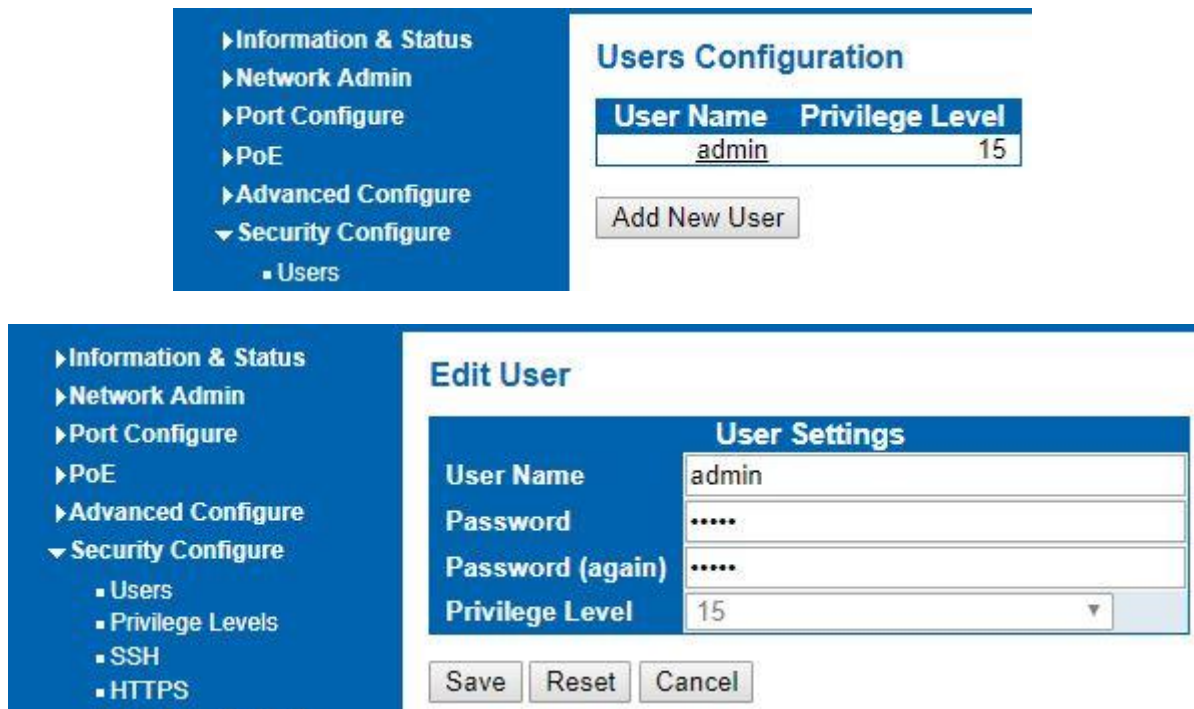 Information & Status
Network Admin
Port Configure
PoE
Advanced Configure
Security Configure
Users
Users Configuration
User Name Privilege Level
admin 15
Add New User
Information & Status
Network Admin
Port Configure
PoE
Advanced Configure
Security Configure
Users
Privilege Levels
SSH
HTTPS
Edit User
User Settings
User Name admin
Password •••••
Password (again) •••••
Privilege Level 15
Save Reset Cancel